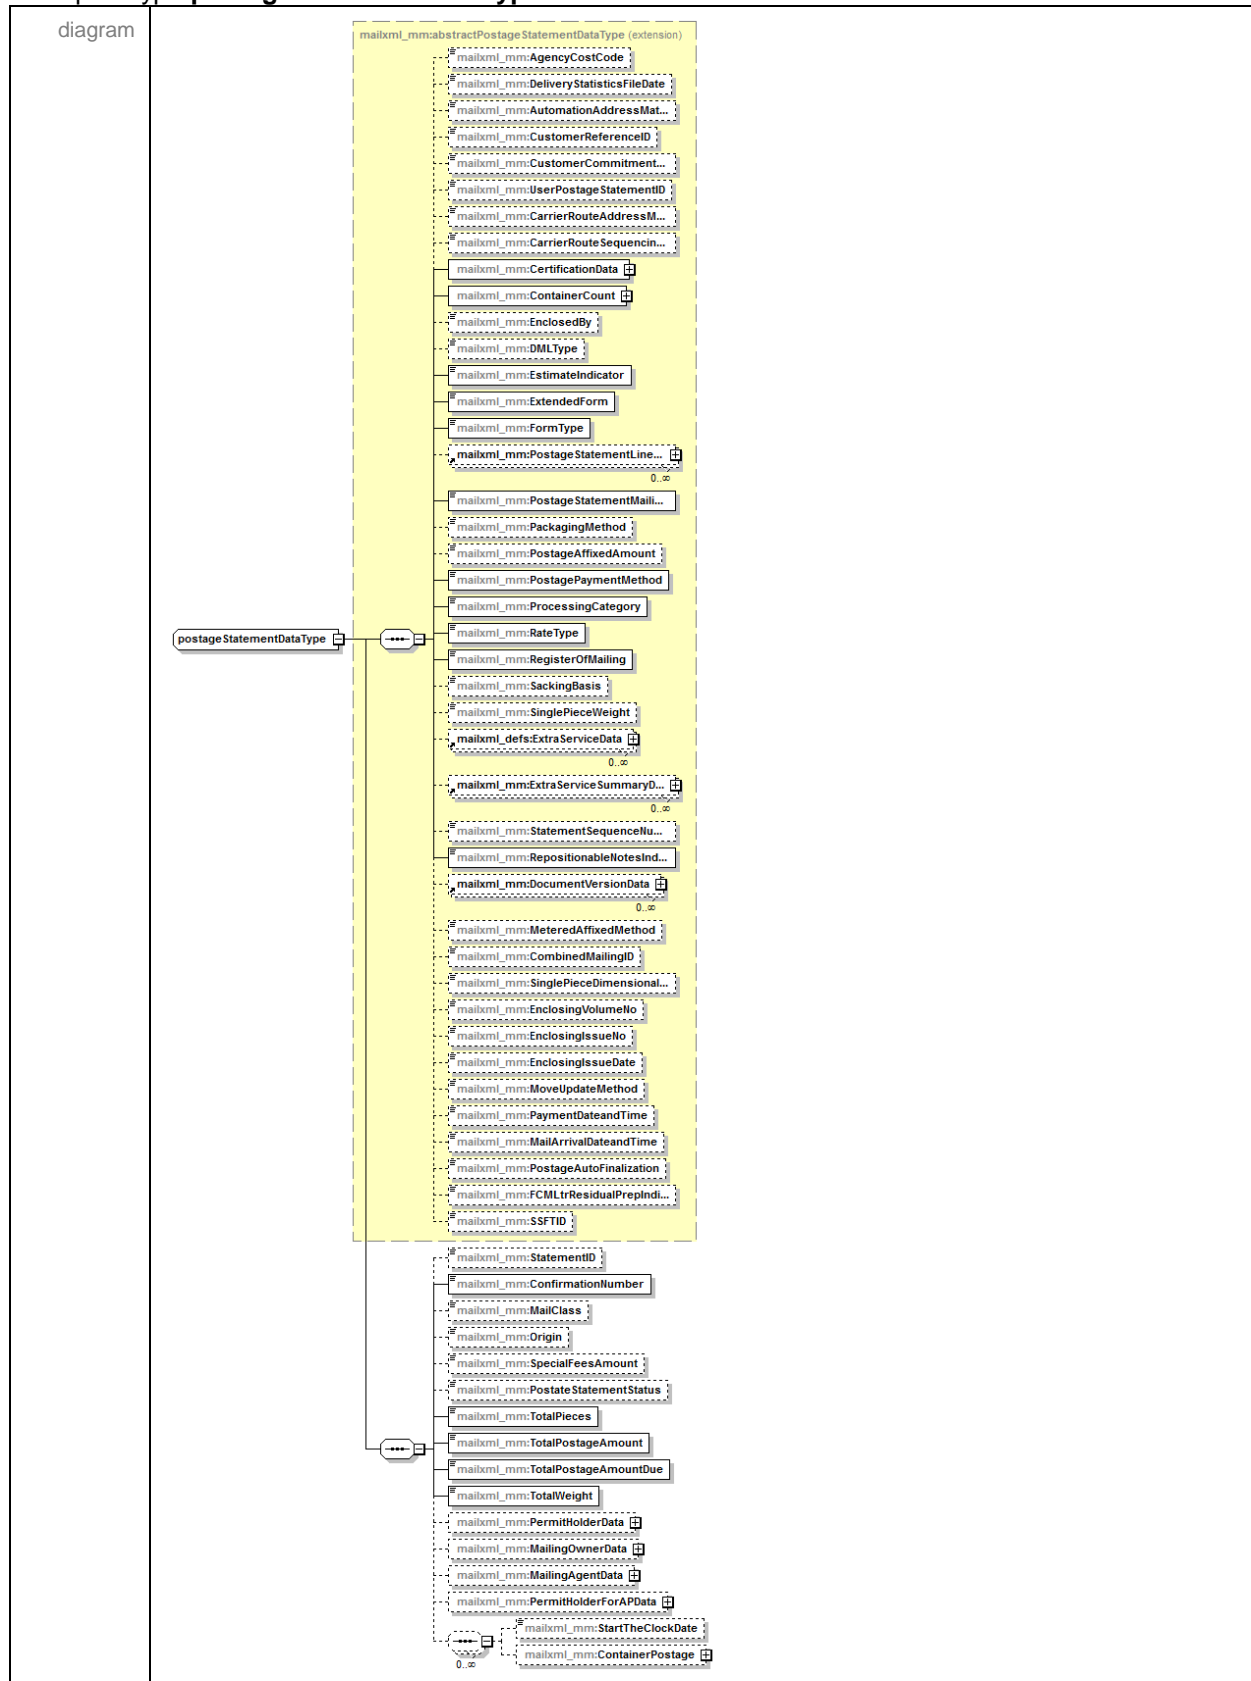 diagram
mailxml_mm:abstractPostageStatementDataType (extension)
mailxml_mm:AgencyCostCode
mailxml_mm:DeliveryStatisticsFileDate
mailxml_mm:AutomationAddressMat...
mailxml_mm:CustomerReferenceID
mailxml_mm:CustomerCommitment...
mailxml_mm:UserPostageStatementID
mailxml_mm:CarrierRouteAddressM...
mailxml_mm:CarrierRouteSequencin...
mailxml_mm:CertificationData
mailxml_mm:ContainerCount
mailxml_mm:EnclosedBy
mailxml_mm:DMLType
mailxml_mm:EstimateIndicator
mailxml_mm:ExtendedForm
mailxml_mm:FormType
mailxml_mm:PostageStatementLine...
0..∞
mailxml_mm:PostageStatementMaili...
mailxml_mm:PackagingMethod
mailxml_mm:PostageAffixedAmount
mailxml_mm:PostagePaymentMethod
mailxml_mm:ProcessingCategory
postageStatementDataType
mailxml_mm:RateType
mailxml_mm:RegisterOfMailing
mailxml_mm:SackingBasis
mailxml_mm:SinglePieceWeight
mailxml_defs:ExtraServiceData
0..∞
mailxml_mm:ExtraServiceSummaryD...
0..∞
mailxml_mm:StatementSequenceNu...
mailxml_mm:RepositionableNotesInd...
mailxml_mm:DocumentVersionData
0..∞
mailxml_mm:MeteredAffixedMethod
mailxml_mm:CombinedMailingID
mailxml_mm:SinglePieceDimensional...
mailxml_mm:EnclosingVolumeNo
mailxml_mm:EnclosingIssueNo
mailxml_mm:EnclosingIssueDate
mailxml_mm:MoveUpdateMethod
mailxml_mm:PaymentDateandTime
mailxml_mm:MailArrivalDateandTime
mailxml_mm:PostageAutoFinalization
mailxml_mm:FCMLtrResidualPrepIndi...
mailxml_mm:SSFTID
mailxml_mm:StatementID
mailxml_mm:ConfirmationNumber
mailxml_mm:MailClass
mailxml_mm:Origin
mailxml_mm:SpecialFeesAmount
mailxml_mm:PostateStatementStatus
mailxml_mm:TotalPieces
mailxml_mm:TotalPostageAmount
mailxml_mm:TotalPostageAmountDue
mailxml_mm:TotalWeight
mailxml_mm:PermitHolderData
mailxml_mm:MailingOwnerData
mailxml_mm:MailingAgentData
mailxml_mm:PermitHolderForAPData
mailxml_mm:StartTheClockDate
mailxml_mm:ContainerPostage
0..∞